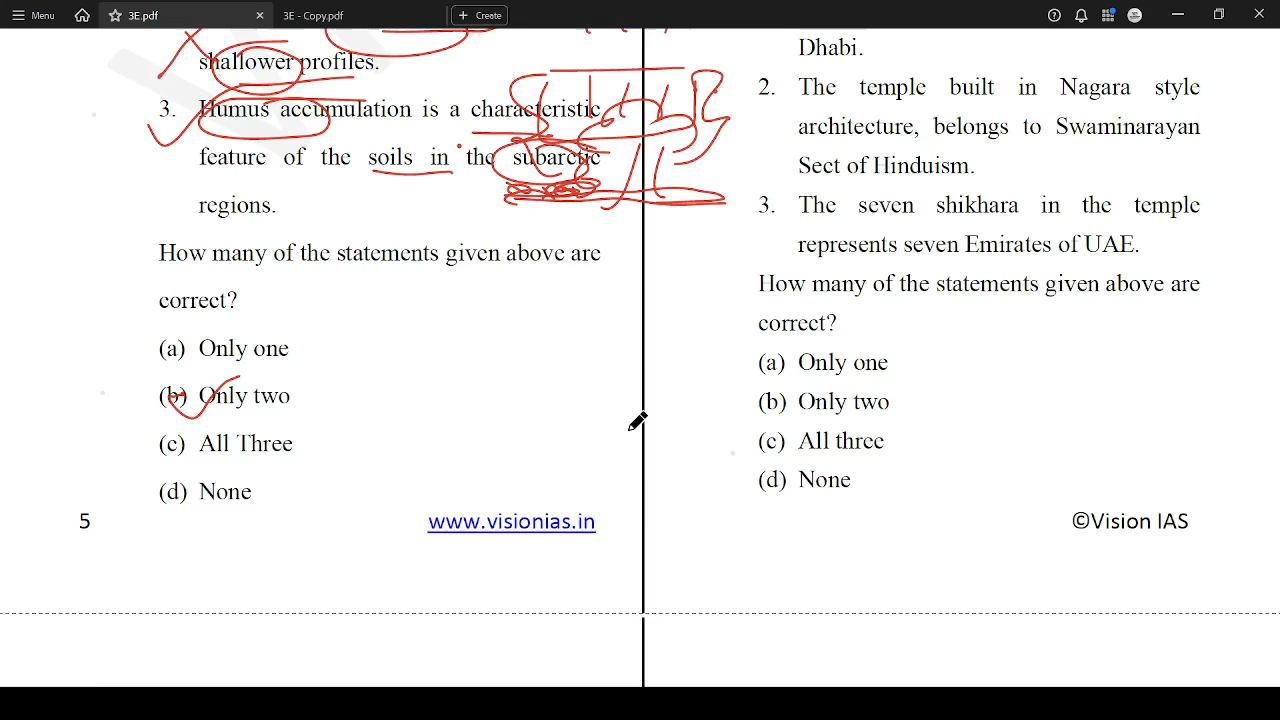 Menu
3E.pdf
3E - Copy.pdf
Create
shallower profiles.
3. Humus accumulation is a characteristic
feature of the soils in the subarctic
regions.
How many of the statements given above are
correct?
(a) Only one
(b) Only two
(c) All Three
(d) None
5
www.visionias.in
Dhabi.
2. The temple built in Nagara style
architecture, belongs to Swaminarayan
Sect of Hinduism.
3. The seven shikhara in the temple
represents seven Emirates of UAE.
How many of the statements given above are
correct?
(a) Only one
(b) Only two
(c) All three
(d) None
©Vision IAS